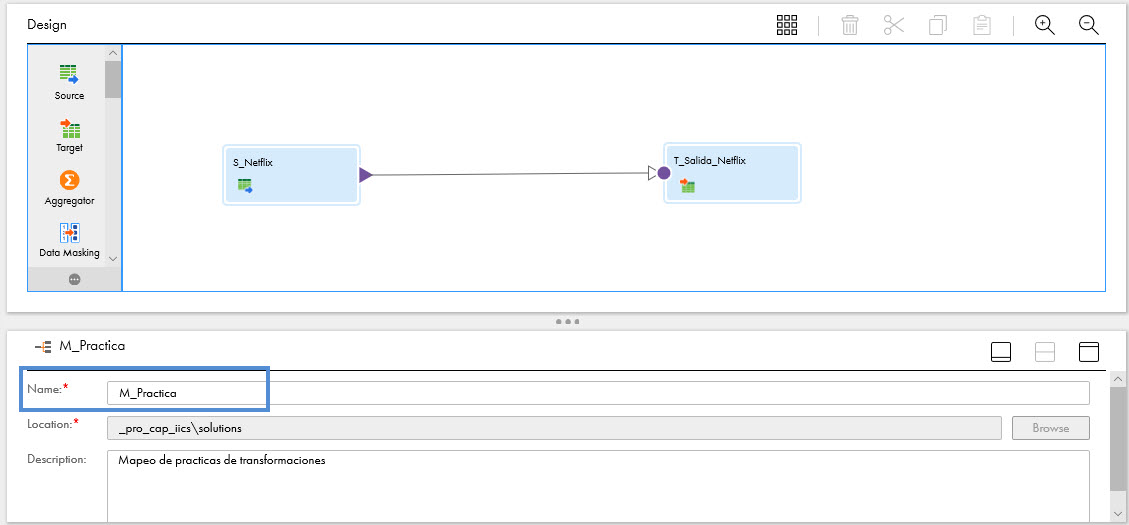 Design
Source
Target
Aggregator
Data Masking
S_Netflix
T_Salida_Netflix
M_Practica
Name:*
M_Practica
Location:*
_pro_cap_iics\solutions
Browse
Description:
Mapeo de practicas de transformaciones